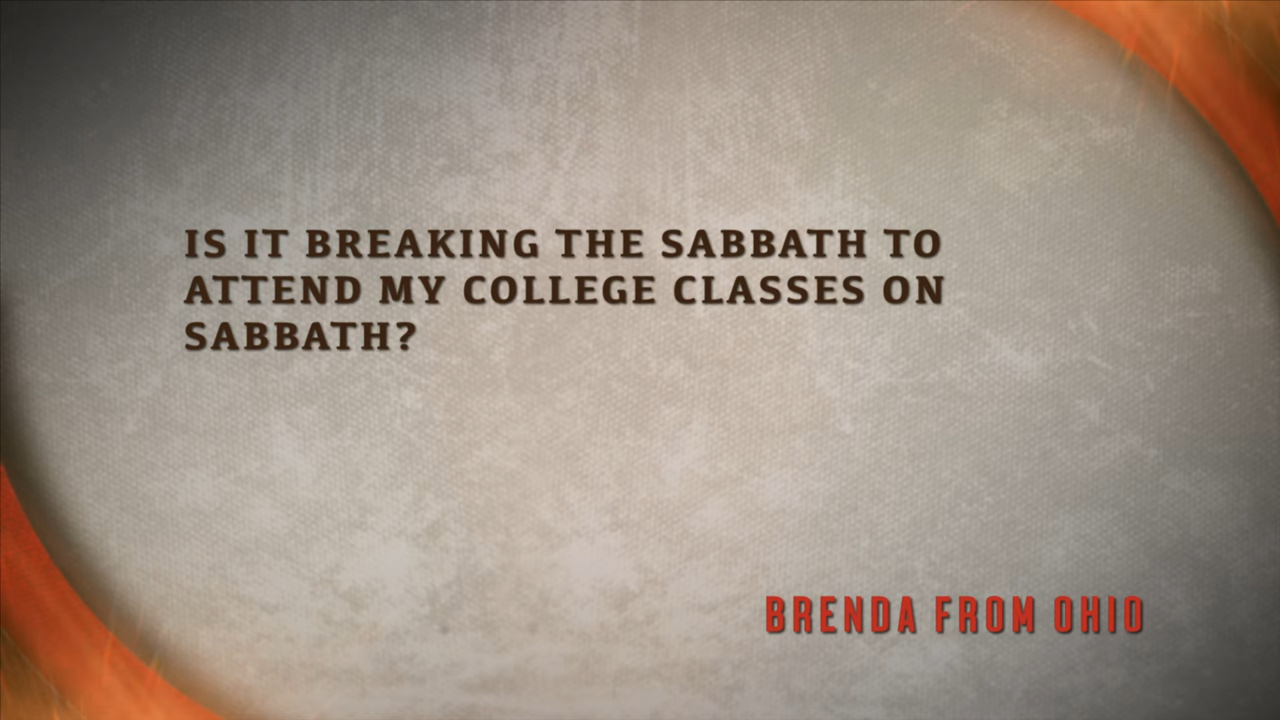 IS IT BREAKING THE SABBATH TO
ATTEND MY COLLEGE CLASSES ON
SABBATH?
BRENDA FROM OHIO